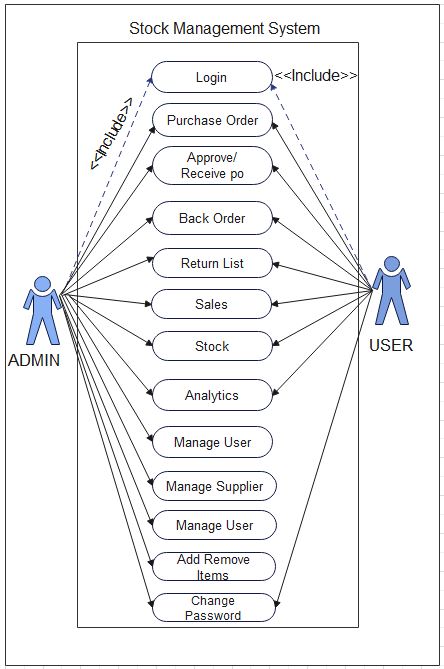 Stock Management System
Login
<<Include>>
<<Include>>
Purchase Order
Approve/
Receive po
Back Order
Return List
Sales
Stock
ADMIN
USER
Analytics
Manage User
Manage Supplier
Manage User
Add Remove
Items
Change
Password